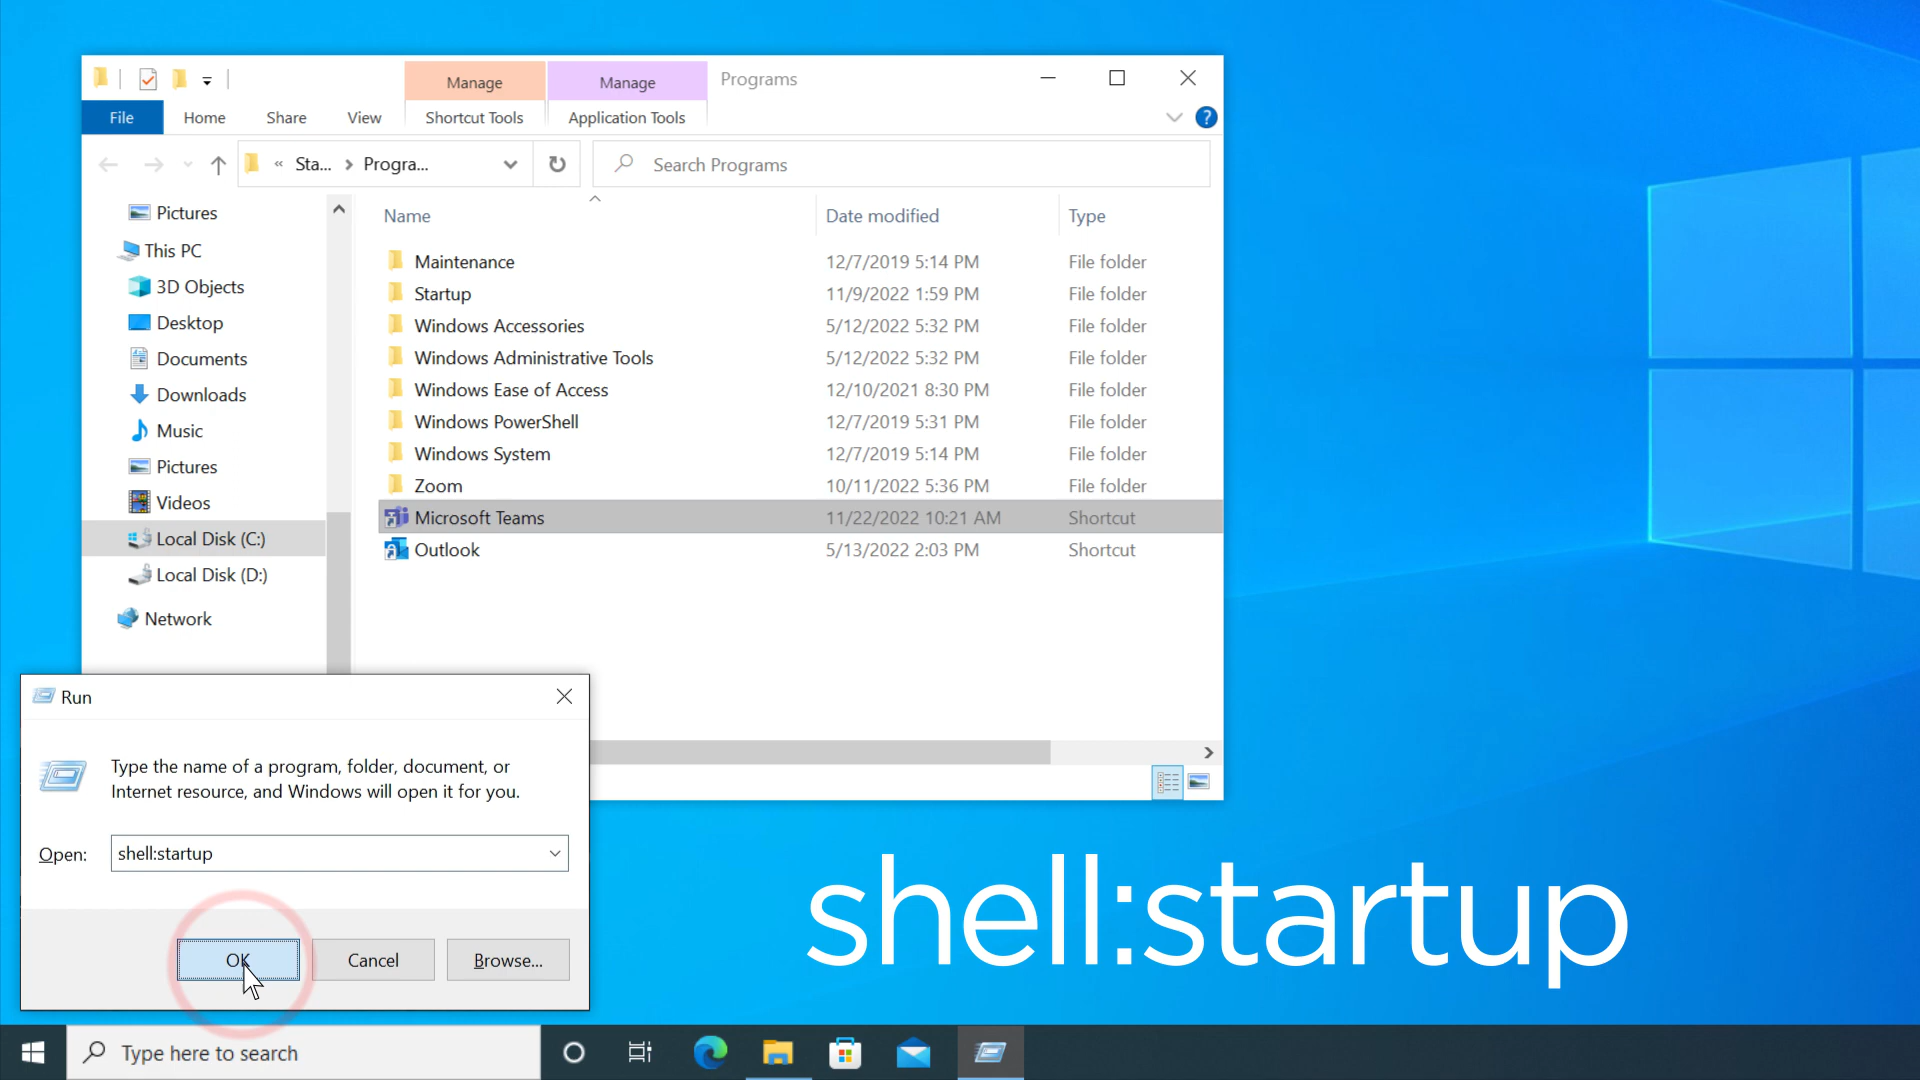 Manage
Manage
Programs
File
Home
Share
View
Shortcut Tools
Application Tools
?
« Sta... > Progra...
Search Programs
Pictures
This PC
3D Objects
Desktop
Documents
Downloads
Music
Pictures
Videos
Local Disk (C:)
Local Disk (D:)
Network
Name Date modified Type
Maintenance 12/7/2019 5:14 PM File folder
Startup 11/9/2022 1:59 PM File folder
Windows Accessories 5/12/2022 5:32 PM File folder
Windows Administrative Tools 5/12/2022 5:32 PM File folder
Windows Ease of Access 12/10/2021 8:30 PM File folder
Windows PowerShell 12/7/2019 5:31 PM File folder
Windows System 12/7/2019 5:14 PM File folder
Zoom 10/11/2022 5:36 PM File folder
Microsoft Teams 11/22/2022 10:21 AM Shortcut
Outlook 5/13/2022 2:03 PM Shortcut
Run
Type the name of a program, folder, document, or
Internet resource, and Windows will open it for you.
Open: shell:startup
OK
Cancel
Browse...
shell:startup
Type here to search